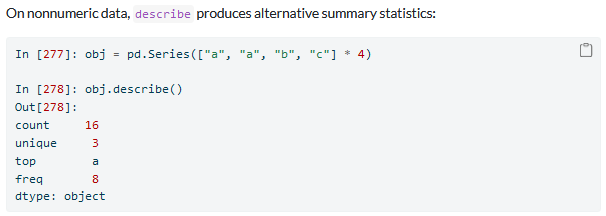 On nonnumeric data, describe produces alternative summary statistics:
In [277]: obj = pd.Series(["a", "a", "b", "c"] * 4)
In [278]: obj.describe()
Out[278]:
count     16
unique     3
top        a
freq       8
dtype: object